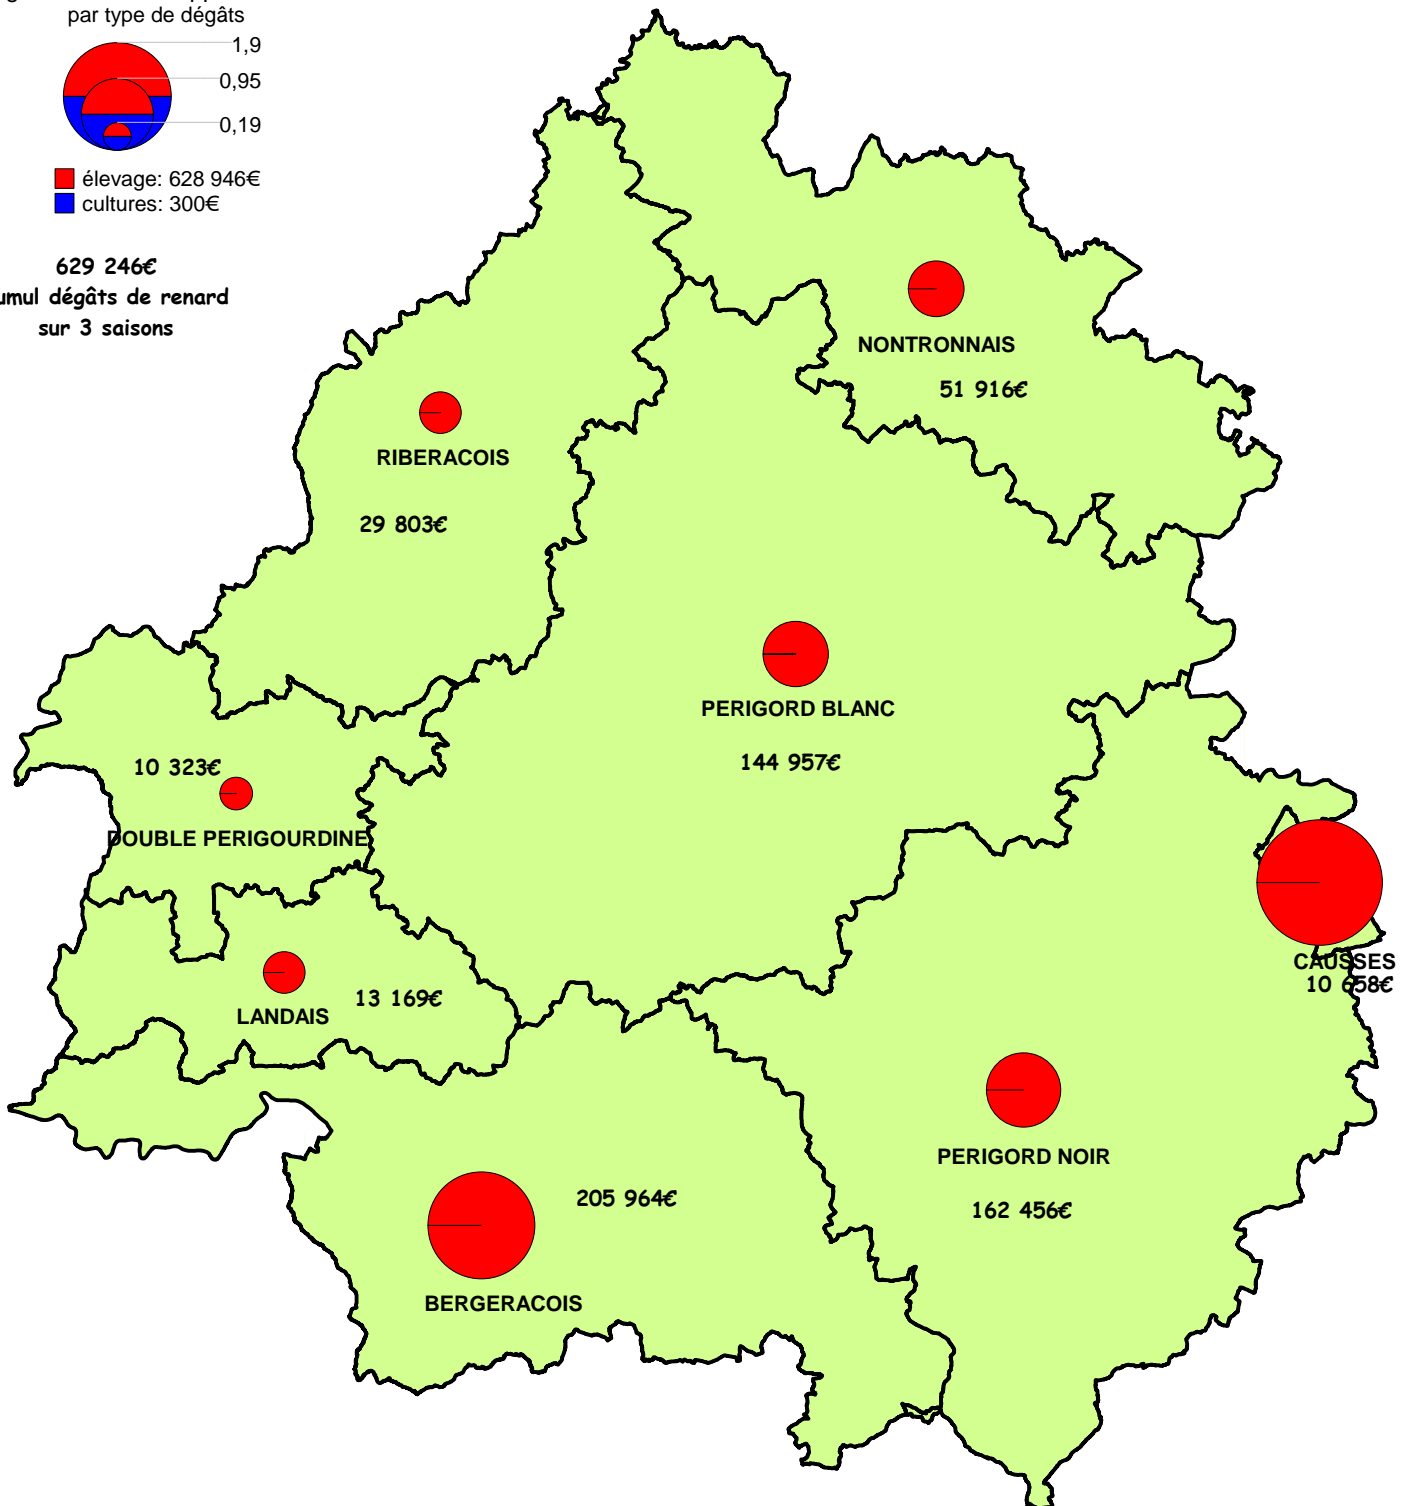 par type de dégâts
1,9
0,95
0,19
élevage: 628 946€
cultures: 300€
629 246€
dégâts de renard
sur 3 saisons
NONTRONNAIS
51 916€
RIBERACOIS
29 803€
PERIGORD BLANC
144 957€
10 323€
DOUBLE PERIGOURDINE
CAUSSES
10 658€
LANDAIS
13 169€
PERIGORD NOIR
162 456€
205 964€
BERGERACOIS